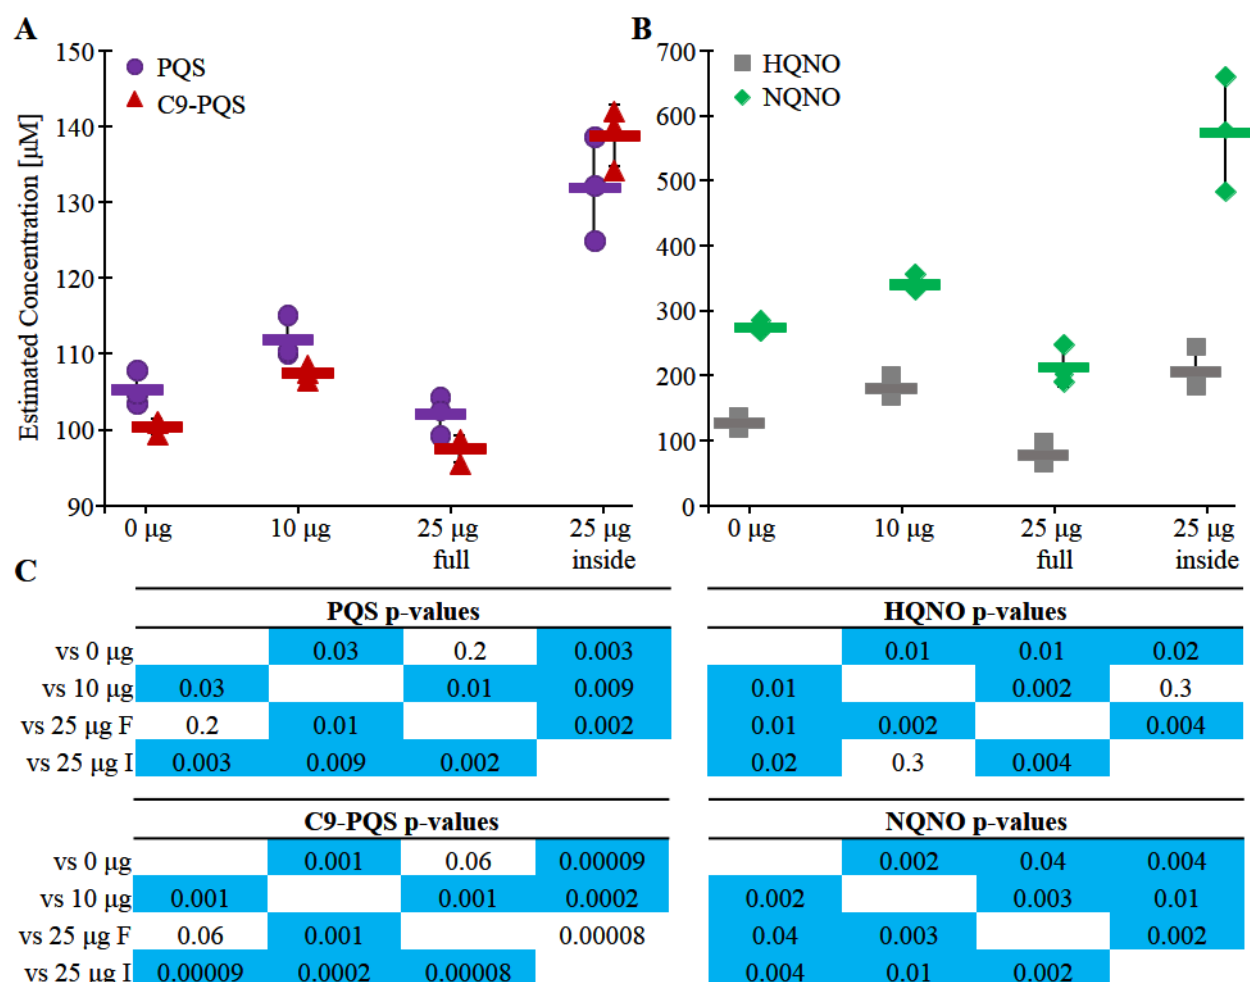 A
B
150
140
130
120
110
100
90
Estimated Concentration [μM]
PQS
C9-PQS
0 μg
10 μg
25 μg
full
25 μg
inside
700
600
500
400
300
200
100
0
HQNO
NQNO
0 μg
10 μg
25 μg
full
25 μg
inside
C
PQS p-values
vs 0 μg 0.03 0.2 0.003
vs 10 μg 0.03 0.01 0.009
vs 25 μg F 0.2 0.01 0.002
vs 25 μg I 0.003 0.009 0.002
HQNO p-values
0.01 0.01 0.02
0.01 0.002 0.3
0.01 0.002 0.004
0.02 0.3 0.004
C9-PQS p-values
vs 0 μg 0.001 0.06 0.00009
vs 10 μg 0.001 0.001 0.0002
vs 25 μg F 0.06 0.001 0.00008
vs 25 μg I 0.00009 0.0002 0.00008
NQNO p-values
0.002 0.04 0.004
0.002 0.003 0.01
0.04 0.003 0.002
0.004 0.01 0.002